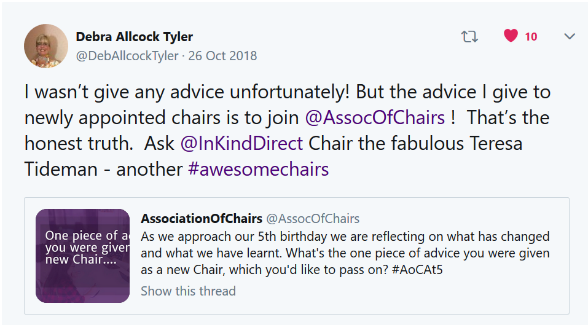 Debra Allcock Tyler
@DebAllcockTyler · 26 Oct 2018
10
I wasn't give any advice unfortunately! But the advice I give to
newly appointed chairs is to join @AssocOfChairs ! That's the
honest truth. Ask @InKindDirect Chair the fabulous Teresa
Tideman - another #awesomechairs
One piece of a
you were given
new Chair....
AssociationOfChairs @AssocOfChairs
As we approach our 5th birthday we are reflecting on what has changed
and what we have learnt. What's the one piece of advice you were given
as a new Chair, which you'd like to pass on? #AoCAt5
Show this thread